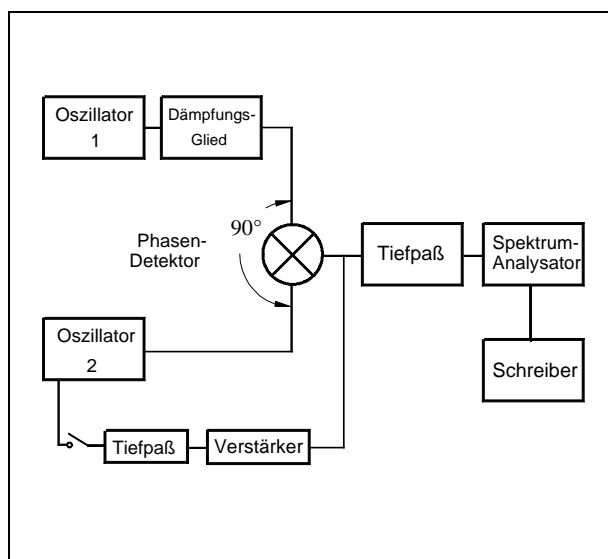 Oszillator
1
Dämpfungs-
Glied
90°
Phasen-
Detektor
Tiefpaß
Spektrum-
Analysator
Oszillator
2
Schreiber
Tiefpaß
Verstärker